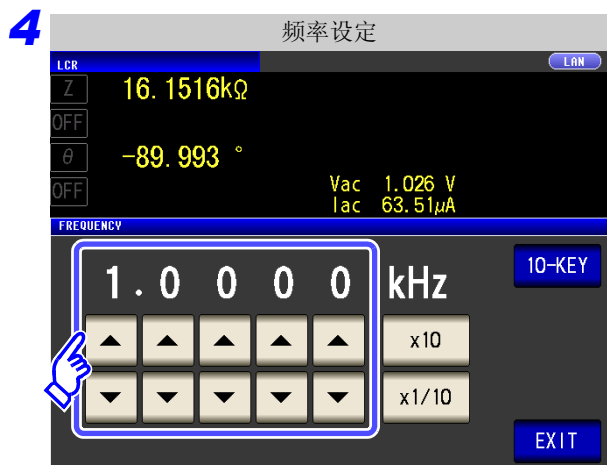 4
频率设定
LCR
LAN
Z 16.1516kΩ
OFF
θ -89.993 °
OFF
Vac 1.026 V
Iac 63.51μA
FREQUENCY
1.0000 kHz
10-KEY
x10
x1/10
EXIT